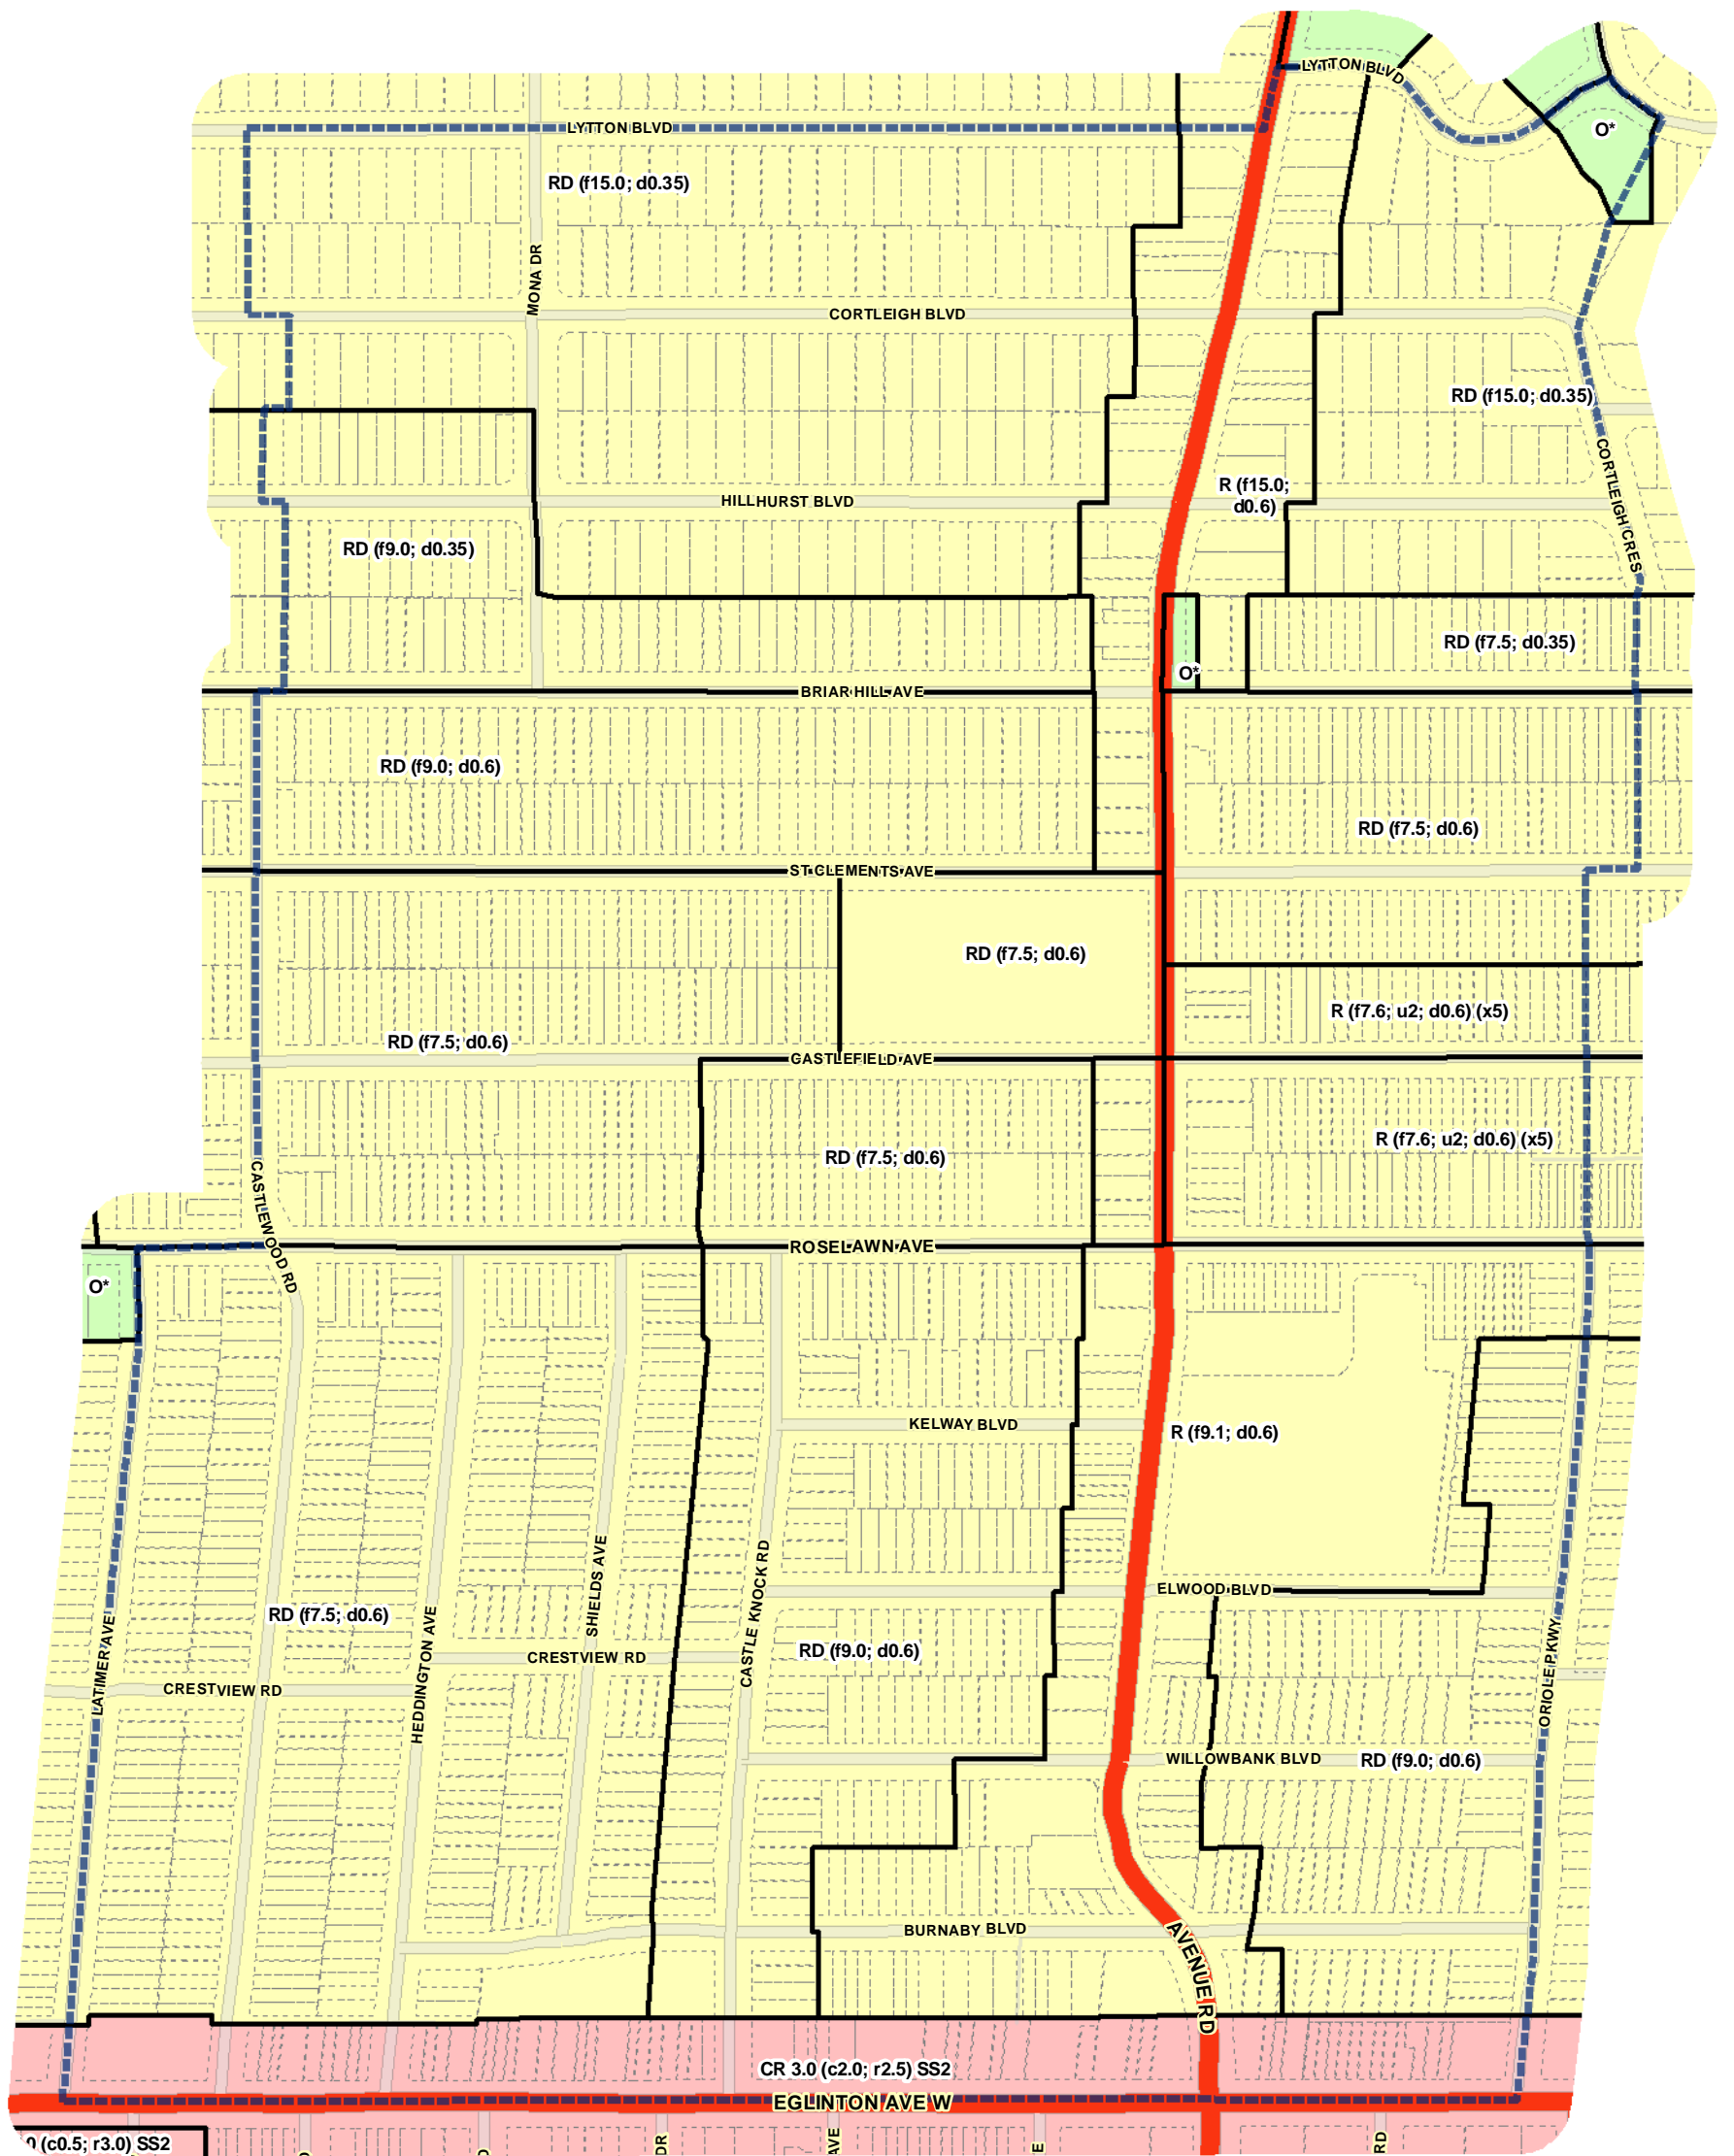 LYTTON BLVD
O*
LYTTON BLVD
RD (f15.0; d0.35)
MONA DR
CORTLEIGH BLVD
RD (f15.0; d0.35)
CORTLEIGH CRES
R (f15.0;
d0.6)
HILLHURST BLVD
RD (f9.0; d0.35)
RD (f7.5; d0.35)
O*
BRIAR HILL AVE
RD (f9.0; d0.6)
RD (f7.5; d0.6)
ST CLEMENTS AVE
RD (f7.5; d0.6)
R (f7.6; u2; d0.6) (x5)
RD (f7.5; d0.6)
CASTLEFIELD AVE
R (f7.6; u2; d0.6) (x5)
RD (f7.5; d0.6)
CASTLEWOOD RD
ROSELAWN AVE
O*
KELWAY BLVD
R (f9.1; d0.6)
SHIELDS AVE
CASTLE KNOCK RD
ELWOOD BLVD
RD (f7.5; d0.6)
HEDDINGTON AVE
LATIMER AVE
ORIOLE PKWY
RD (f9.0; d0.6)
CRESTVIEW RD
CRESTVIEW RD
WILLOWBANK BLVD
RD (f9.0; d0.6)
BURNABY BLVD
AVENUE RD
CR 3.0 (c2.0; r2.5) SS2
EGLINTON AVE W
(c0.5; r3.0) SS2
DR
AVE
RD